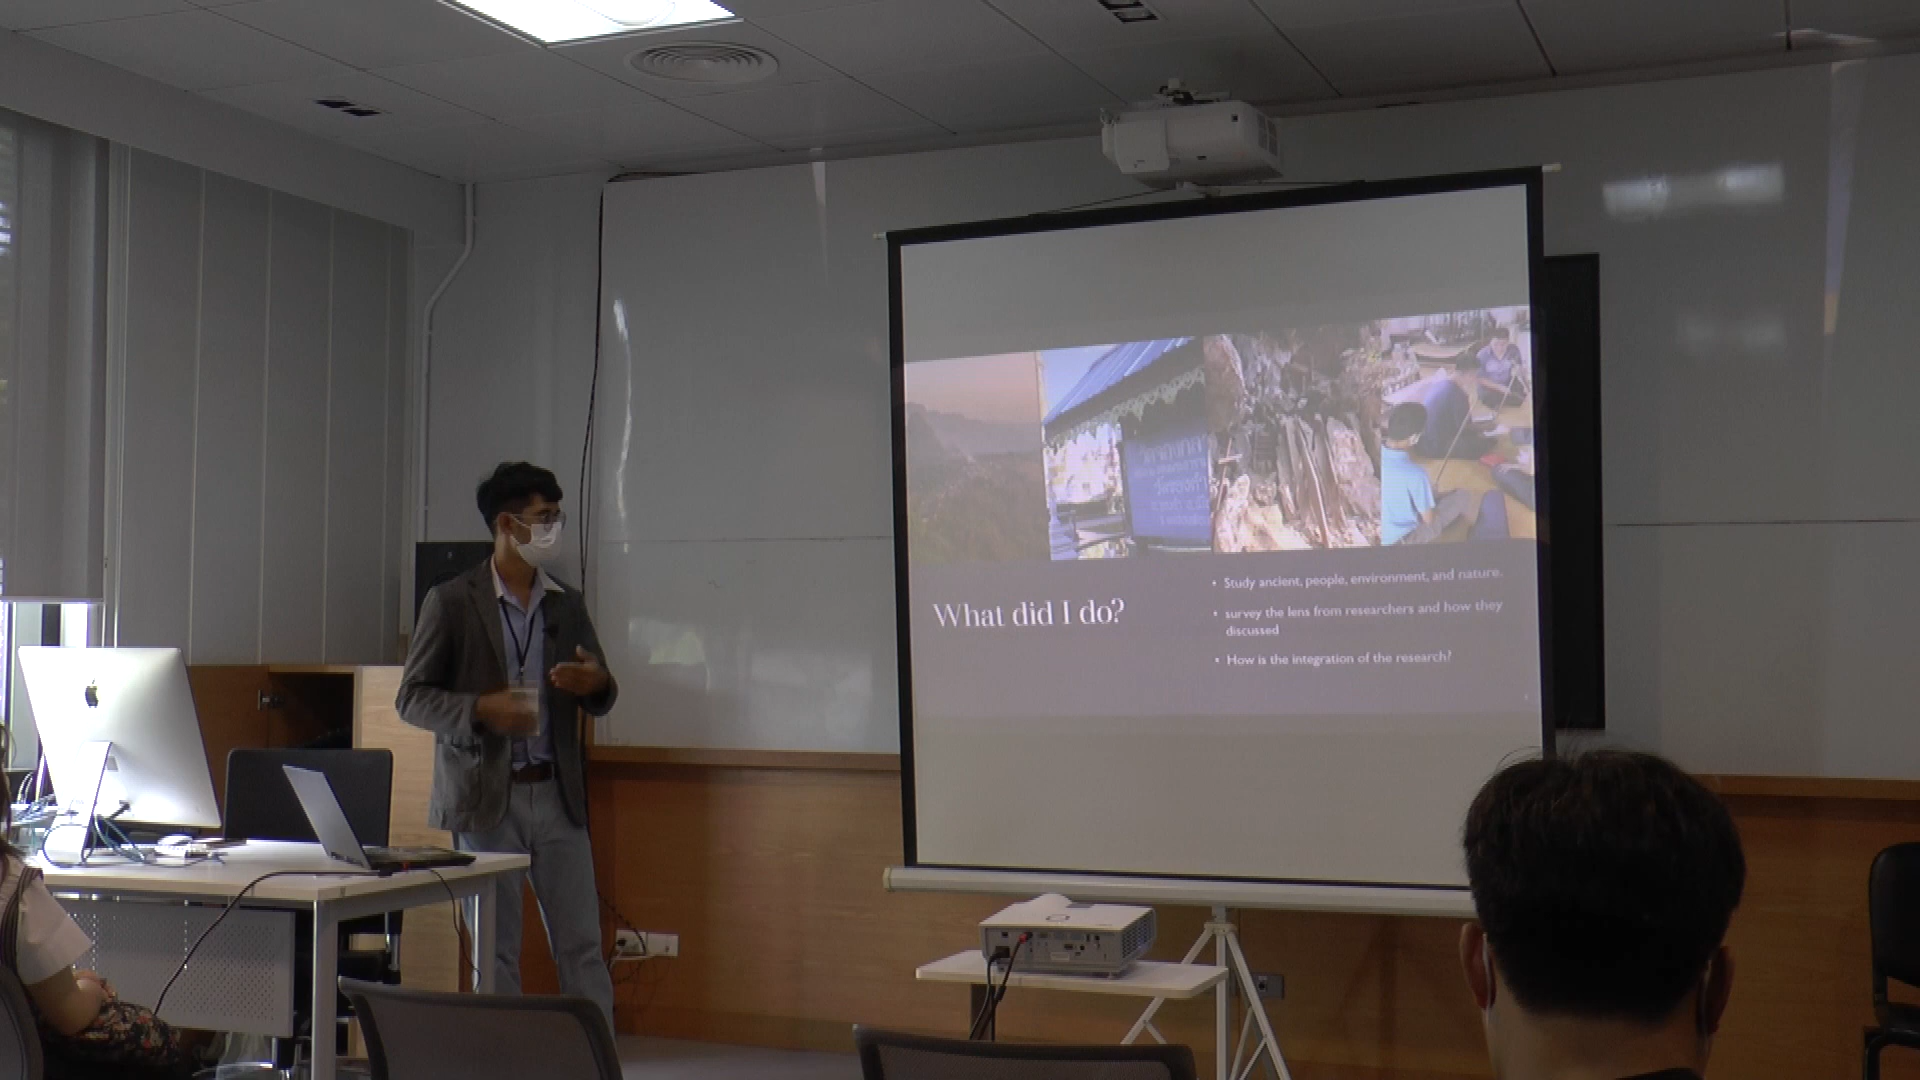 What did I do?
• Study ancient, people, environment, and nature.
• survey the lens from researchers and how they
discussed
• How is the integration of the research?